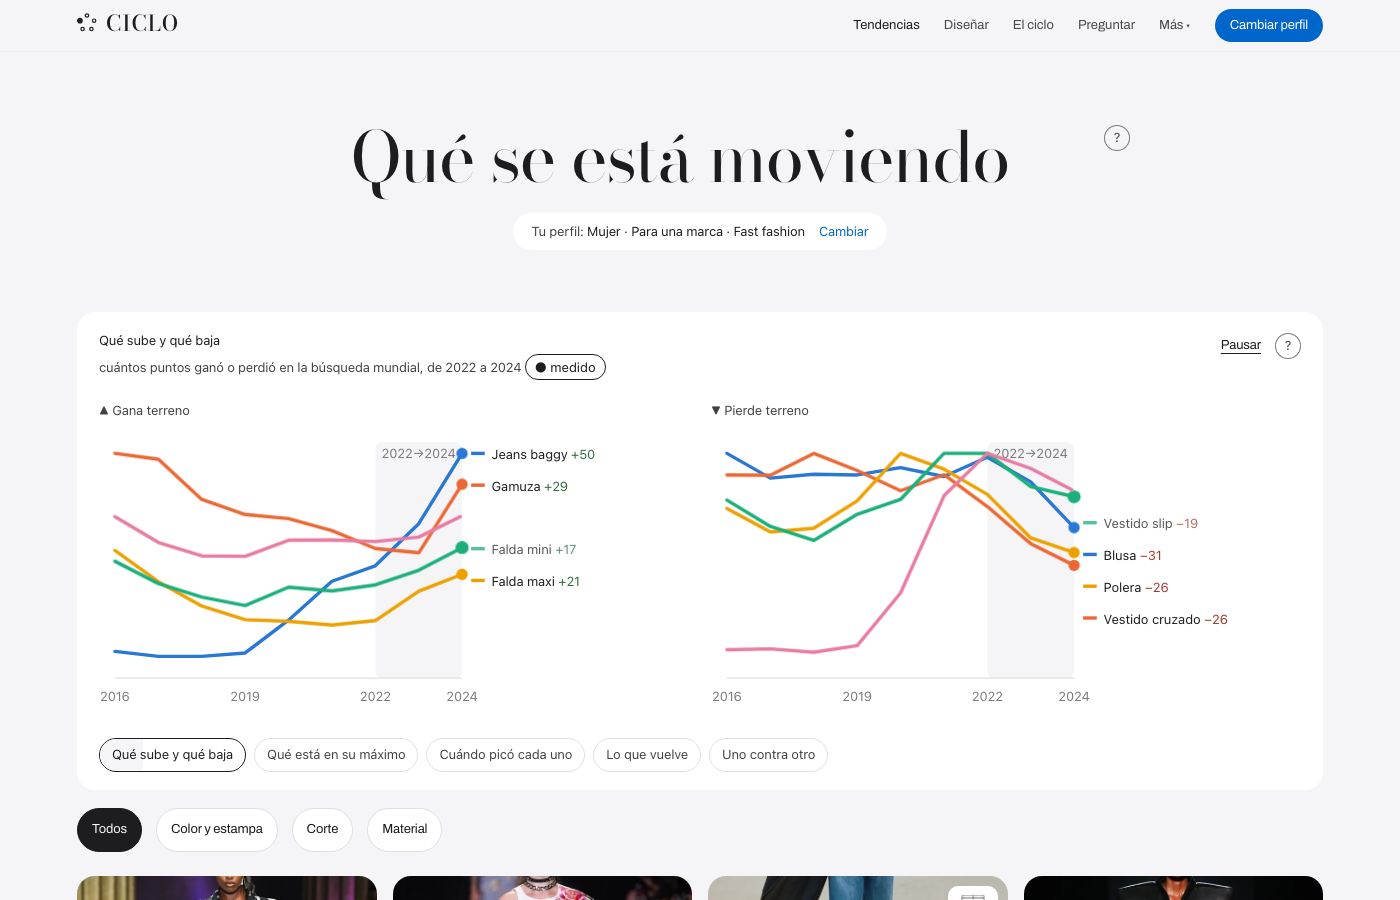 CICLO
Tendencias
Diseñar
El ciclo
Preguntar
Más
Cambiar perfil
Qué se está moviendo
?
Tu perfil: Mujer · Para una marca · Fast fashion Cambiar
Qué sube y qué baja
Pausar
?
cuántos puntos ganó o perdió en la búsqueda mundial, de 2022 a 2024 ● medido
▲ Gana terreno
2022→2024
Jeans baggy +50
Gamuza +29
Falda mini +17
Falda maxi +21
2016 2019 2022 2024
▼ Pierde terreno
2022→2024
Vestido slip −19
Blusa −31
Polera −26
Vestido cruzado −26
2016 2019 2022 2024
Qué sube y qué baja
Qué está en su máximo
Cuándo picó cada uno
Lo que vuelve
Uno contra otro
Todos
Color y estampa
Corte
Material